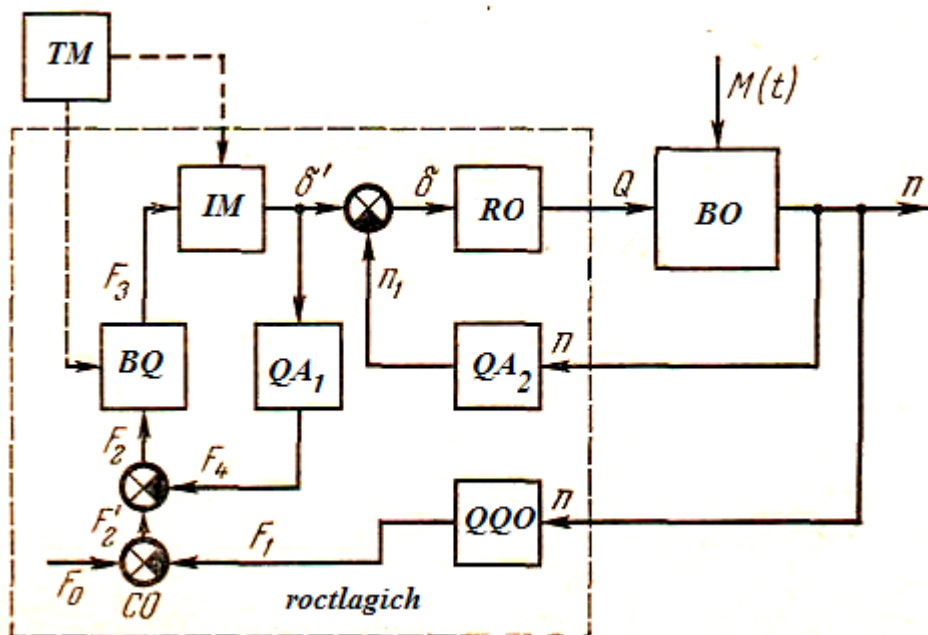 TM
M(t)
IM
δ'
δ
RO
Q
BO
n
F₃
n₁
BQ
QA₁
QA₂
n
F₂
F₄
F₂'
QQO
n
F₁
F₀
CO
roctlagich